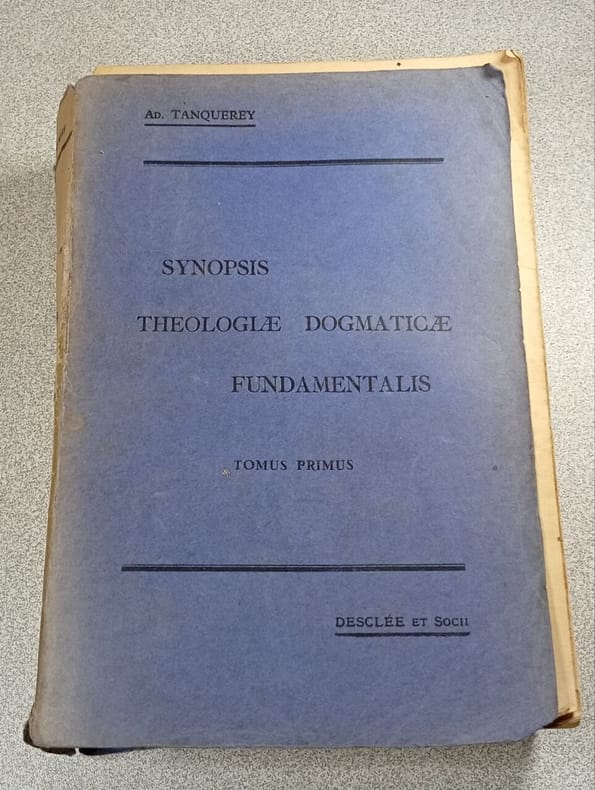 AD. TANQUEREY
SYNOPSIS
THEOLOGIÆ DOGMATICÆ
FUNDAMENTALIS
TOMUS PRIMUS
DESCLÉE ET SOCII